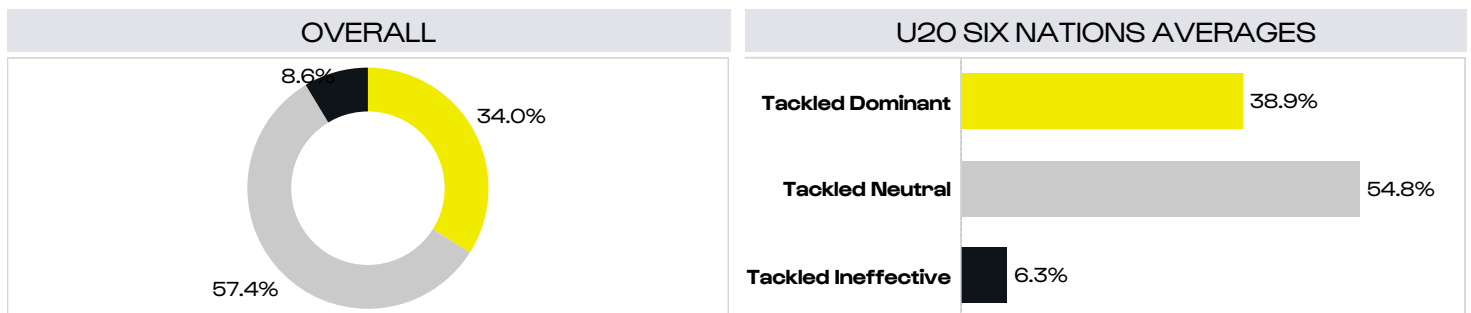 OVERALL
8.6%
34.0%
57.4%
U20 SIX NATIONS AVERAGES
Tackled Dominant
38.9%
Tackled Neutral
54.8%
Tackled Ineffective
6.3%